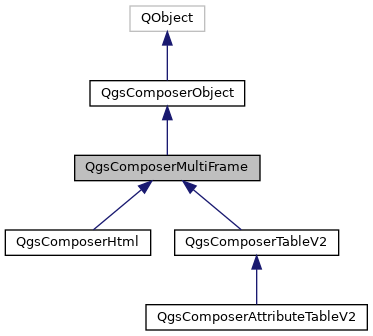 QObject
QgsComposerObject
QgsComposerMultiFrame
QgsComposerHtml
QgsComposerTableV2
QgsComposerAttributeTableV2